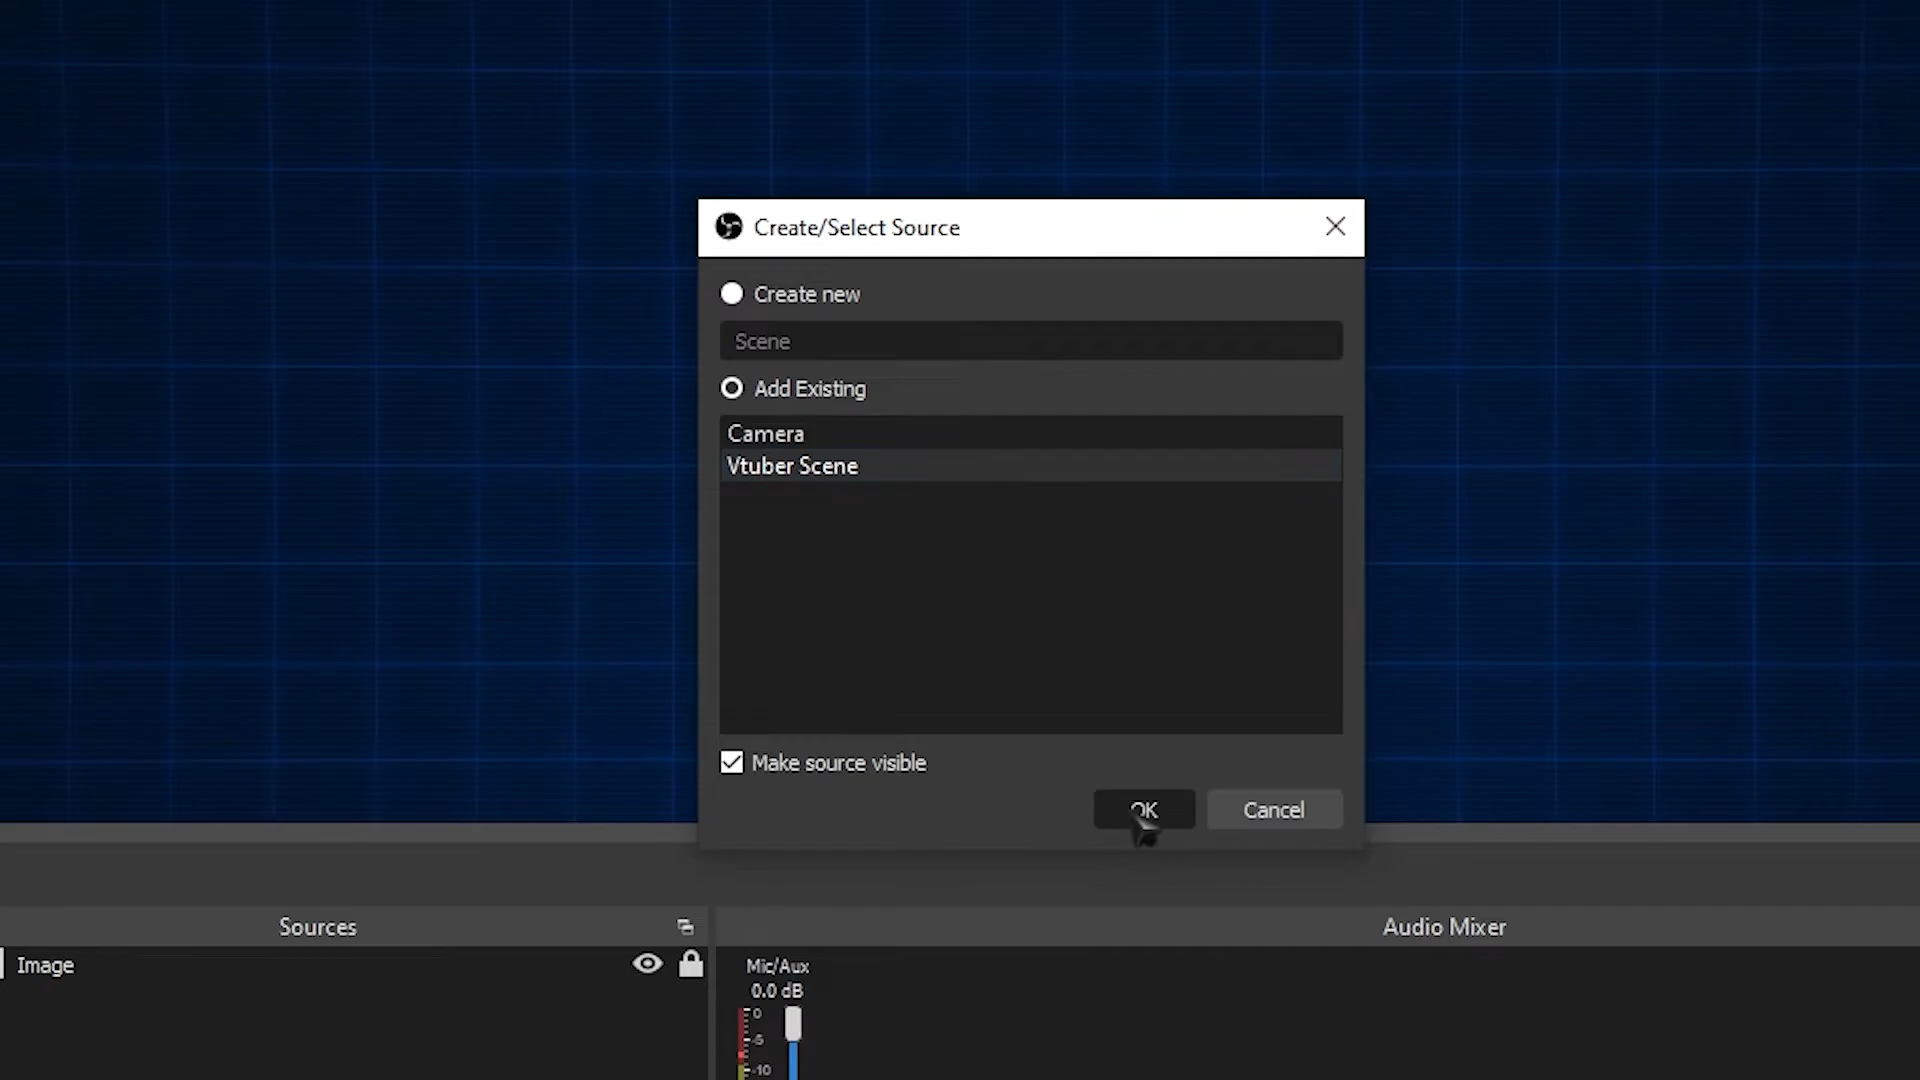 Create/Select Source
Create new
Scene
Add Existing
Camera
Vtuber Scene
Make source visible
OK
Cancel
Sources
Audio Mixer
Image
Mic/Aux
0.0 dB
0
-5
-10